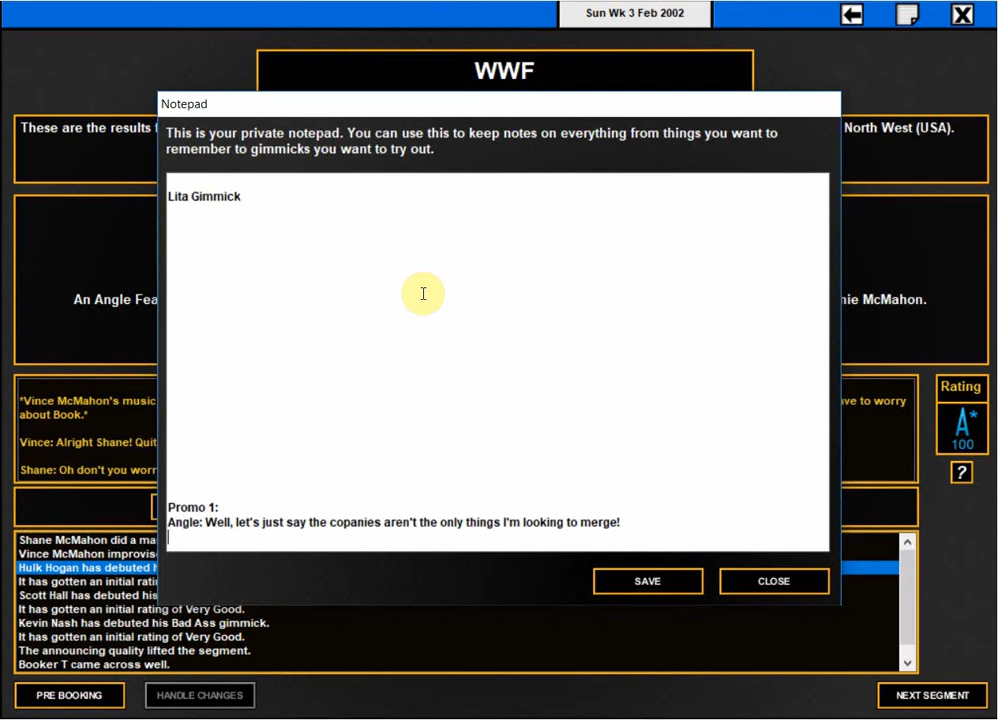 Sun Wk 3 Feb 2002
WWF
Notepad
These are the results
North West (USA).
This is your private notepad. You can use this to keep notes on everything from things you want to
remember to gimmicks you want to try out.
Lita Gimmick
An Angle Fea
nie McMahon.
Promo 1:
Angle: Well, let's just say the copanies aren't the only things I'm looking to merge!
SAVE
CLOSE
*Vince McMahon's music
ave to worry
about Book.*
Vince: Alright Shane! Quit
Shane: Oh don't you worr
Rating
A*
100
?
Shane McMahon did a ma
Vince McMahon improvis
Hulk Hogan has debuted h
It has gotten an initial ratin
Scott Hall has debuted his
It has gotten an initial rating of Very Good.
Kevin Nash has debuted his Bad Ass gimmick.
It has gotten an initial rating of Very Good.
The announcing quality lifted the segment.
Booker T came across well.
PRE BOOKING
HANDLE CHANGES
NEXT SEGMENT